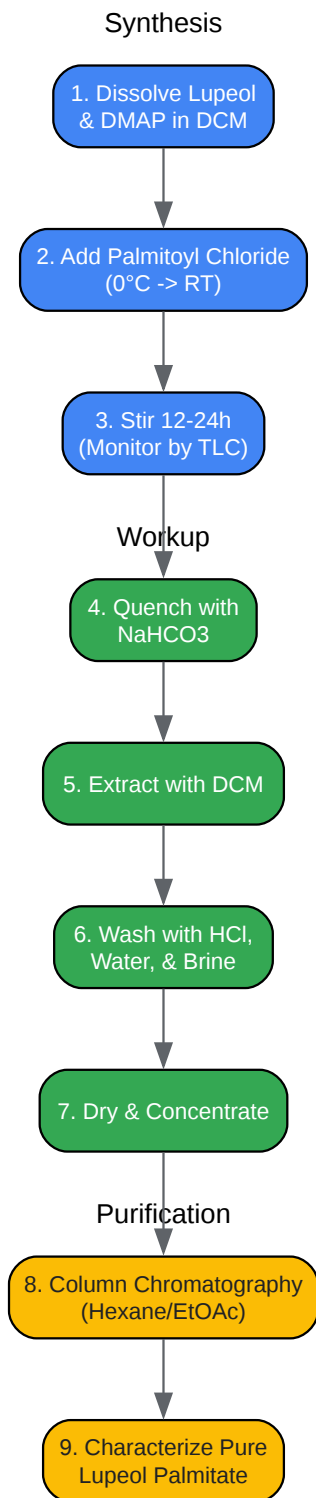 Synthesis
1. Dissolve Lupeol
& DMAP in DCM
2. Add Palmitoyl Chloride
(0°C -> RT)
3. Stir 12-24h
(Monitor by TLC)
Workup
4. Quench with
NaHCO3
5. Extract with DCM
6. Wash with HCl,
Water, & Brine
7. Dry & Concentrate
Purification
8. Column Chromatography
(Hexane/EtOAc)
9. Characterize Pure
Lupeol Palmitate